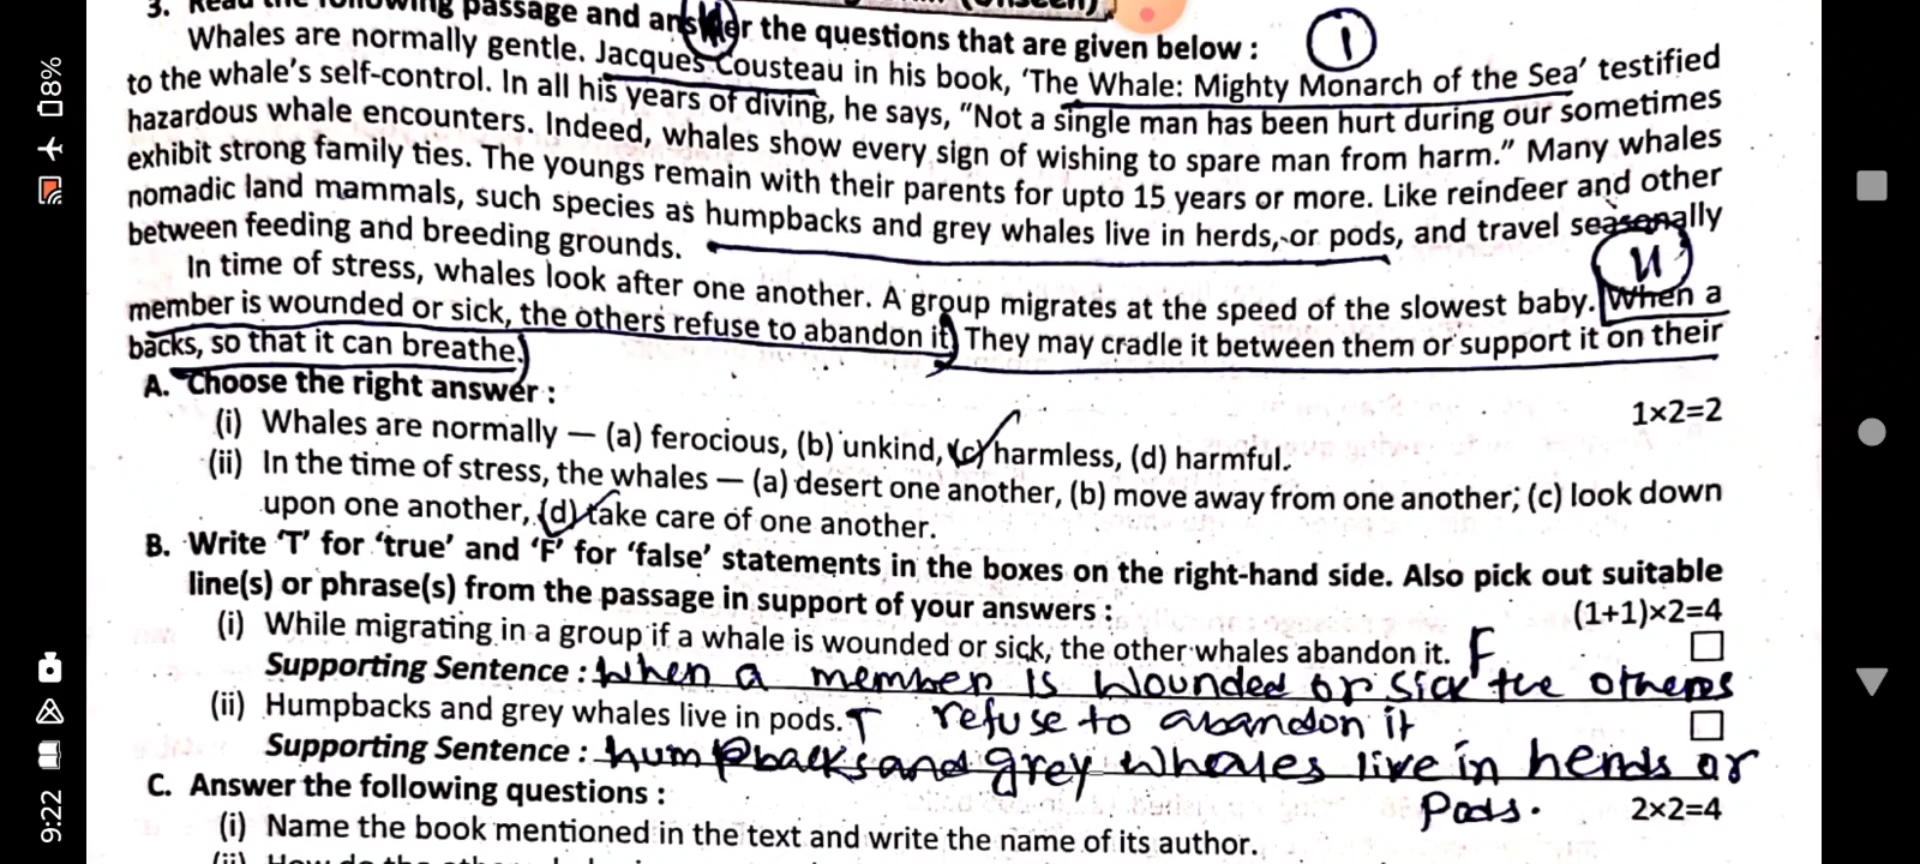 3. Read the following passage and answer the questions that are given below :
Whales are normally gentle. Jacques Cousteau in his book, ‘The Whale: Mighty Monarch of the Sea’ testified
to the whale’s self-control. In all his years of diving, he says, “Not a single man has been hurt during our sometimes
hazardous whale encounters. Indeed, whales show every sign of wishing to spare man from harm.” Many whales
exhibit strong family ties. The youngs remain with their parents for upto 15 years or more. Like reindeer and other
nomadic land mammals, such species as humpbacks and grey whales live in herds, or pods, and travel seasonally
between feeding and breeding grounds.
In time of stress, whales look after one another. A group migrates at the speed of the slowest baby. When a
member is wounded or sick, the others refuse to abandon it. They may cradle it between them or support it on their
backs, so that it can breathe.
A. Choose the right answer :
1×2=2
(i) Whales are normally — (a) ferocious, (b) unkind, (c) harmless, (d) harmful.
(ii) In the time of stress, the whales — (a) desert one another, (b) move away from one another; (c) look down
upon one another, (d) take care of one another.
B. Write ‘T’ for ‘true’ and ‘F’ for ‘false’ statements in the boxes on the right-hand side. Also pick out suitable
line(s) or phrase(s) from the passage in support of your answers :
(1+1)×2=4
(i) While migrating in a group if a whale is wounded or sick, the other whales abandon it. F
Supporting Sentence : When a member is wounded or sick the others
refuse to abandon it
(ii) Humpbacks and grey whales live in pods. T
Supporting Sentence : humpbacks and grey whales live in herds or
Pods.
C. Answer the following questions :
2×2=4
(i) Name the book mentioned in the text and write the name of its author.
8%
9:22